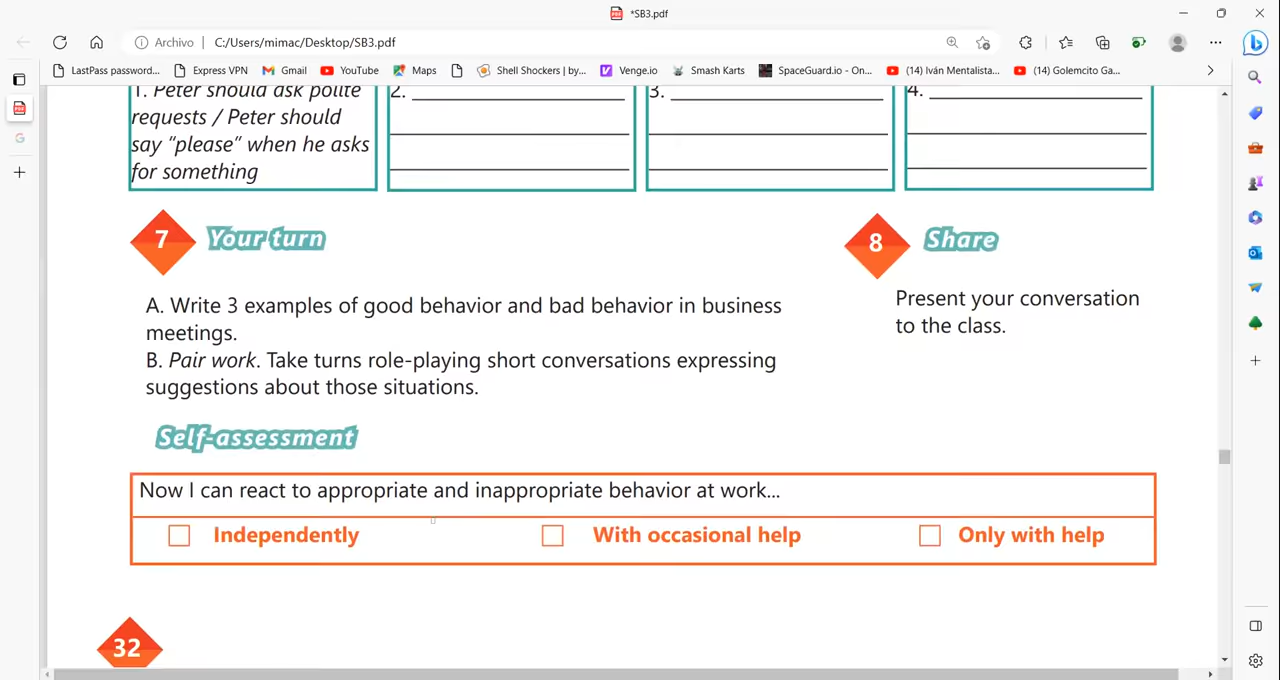 *SB3.pdf
Archivo | C:/Users/mimac/Desktop/SB3.pdf
LastPass password... Express VPN Gmail YouTube Maps Shell Shockers | by... Venge.io Smash Karts SpaceGuard.io - On... (14) Iván Mentalista... (14) Golemcito Ga...
1. Peter should ask polite
requests / Peter should
say “please” when he asks
for something
2.
3.
4.
7 Your turn
A. Write 3 examples of good behavior and bad behavior in business
meetings.
B. Pair work. Take turns role-playing short conversations expressing
suggestions about those situations.
8 Share
Present your conversation
to the class.
Self-assessment
Now I can react to appropriate and inappropriate behavior at work...
Independently With occasional help Only with help
32